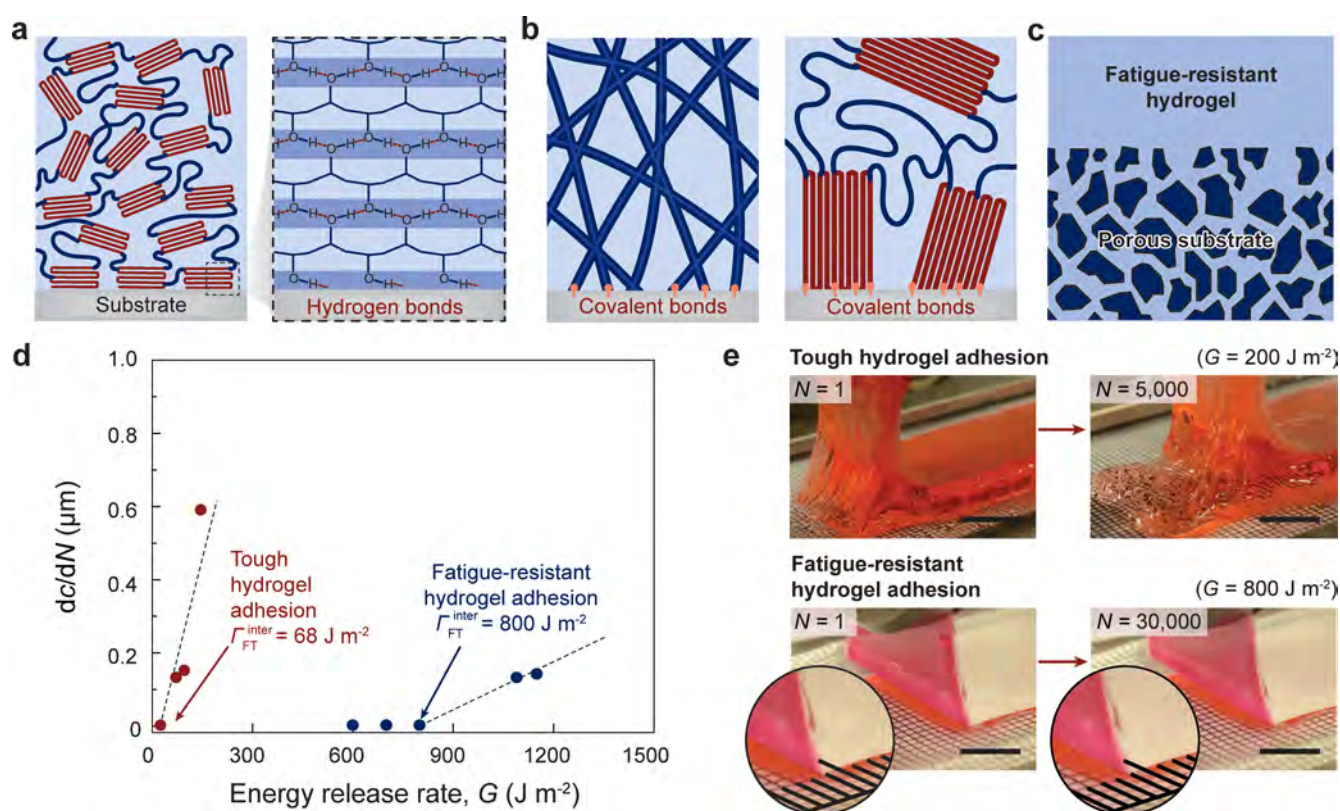 a
Substrate
O H O H O H
O H O H O H
O H O H O H
O H O H O H
Hydrogen bonds
b
Covalent bonds
Covalent bonds
c
Fatigue-resistant
hydrogel
Porous substrate
d
1.0
0.8
0.6
0.4
0.2
0
dc/dN (μm)
Tough
hydrogel
adhesion
Γ_FT^inter = 68 J m⁻²
Fatigue-resistant
hydrogel adhesion
Γ_FT^inter = 800 J m⁻²
0 300 600 900 1200 1500
Energy release rate, G (J m⁻²)
e
Tough hydrogel adhesion (G = 200 J m⁻²)
N = 1
N = 5,000
Fatigue-resistant
hydrogel adhesion (G = 800 J m⁻²)
N = 1
N = 30,000